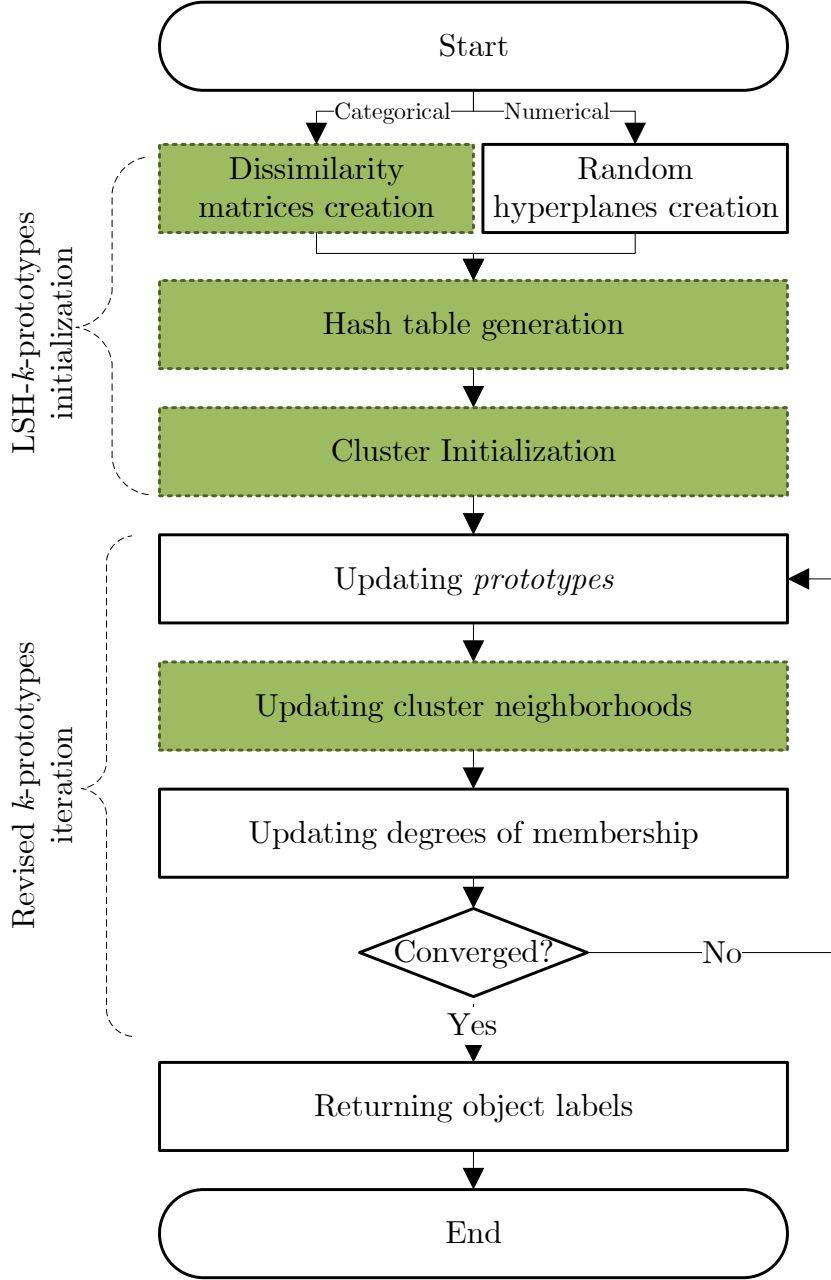 Start
Categorical
Numerical
Dissimilarity
matrices creation
Random
hyperplanes creation
LSH-k-prototypes
initialization
Hash table generation
Cluster Initialization
Updating prototypes
Revised k-prototypes
iteration
Updating cluster neighborhoods
Updating degrees of membership
Converged?
No
Yes
Returning object labels
End